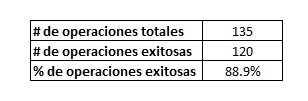 # de operaciones totales 135
# de operaciones exitosas 120
% de operaciones exitosas 88.9%